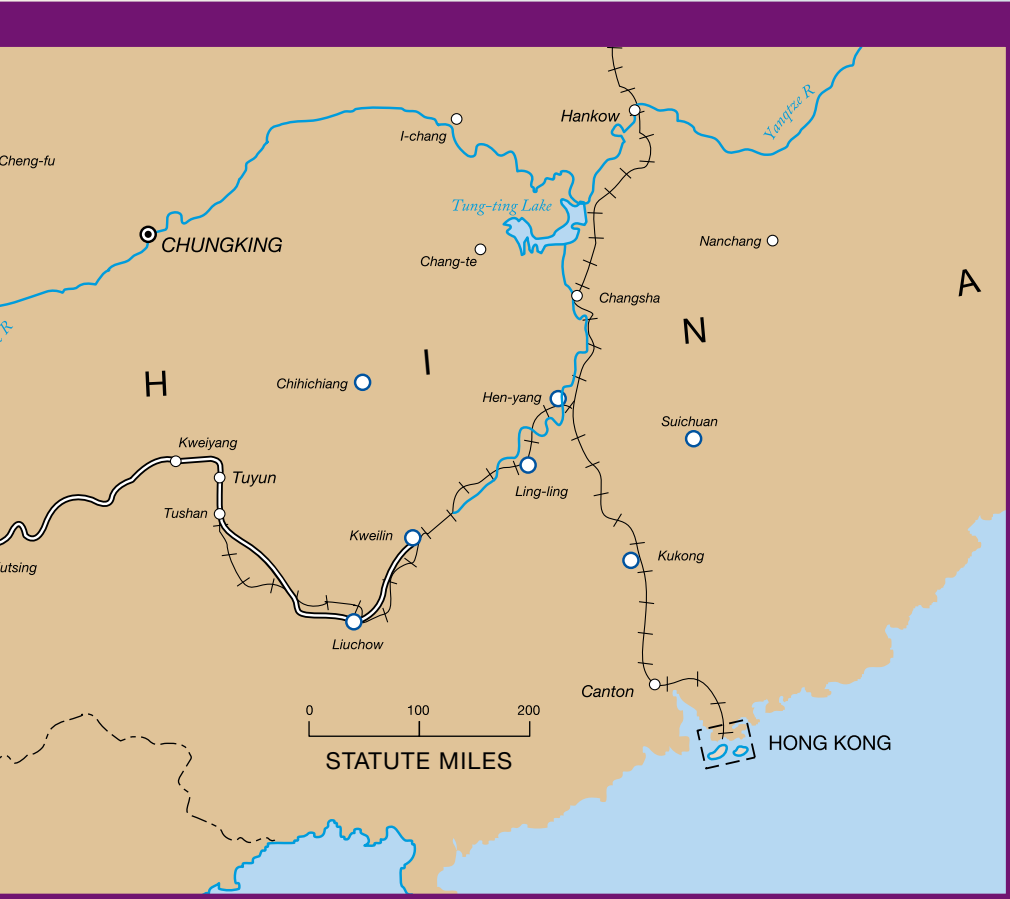 Hankow
Yanqtze R
I-chang
Cheng-fu
Tung-ting Lake
CHUNGKING
Nanchang
Chang-te
A
Changsha
R
N
I
H
Chihichiang
Hen-yang
Suichuan
Kweiyang
Tuyun
Ling-ling
Tushan
Kweilin
Kukong
utsing
Liuchow
Canton
0 100 200
STATUTE MILES
HONG KONG